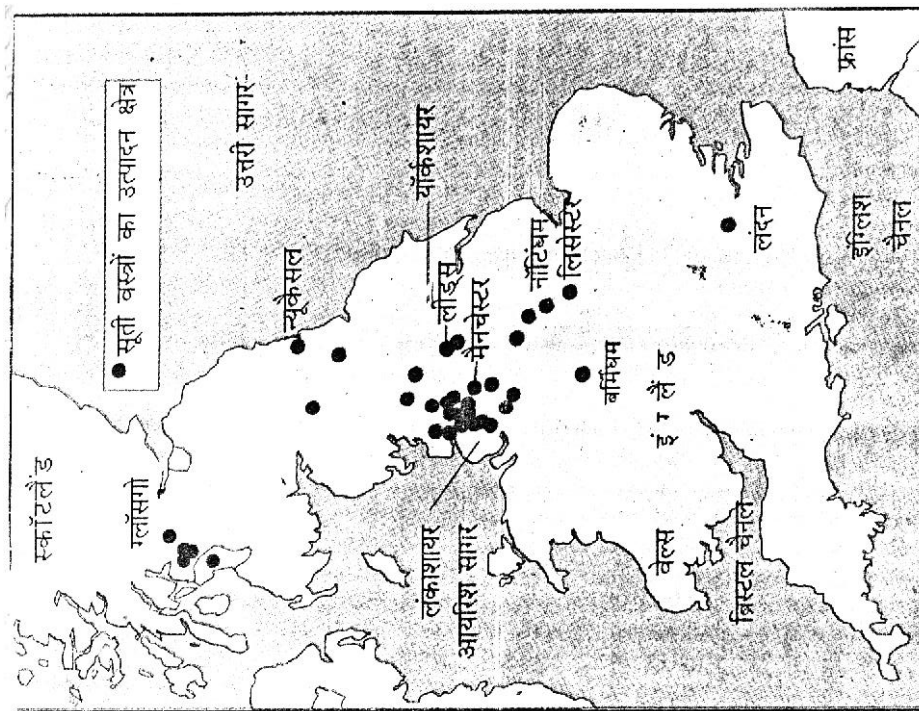 सूती वस्त्रों का उत्पादन क्षेत्र
स्कॉटलैंड
ग्लॉसगो
उत्तरी सागर
न्यूकैसल
यॉर्कशायर
लीड्स
मैनचेस्टर
लंकाशायर
आयरिश सागर
नॉटिंघम
लिसेस्टर
बर्मिंघम
इंग्लैंड
वेल्स
ब्रिस्टल चैनल
लंदन
इंग्लिश
चैनल
फ्रांस